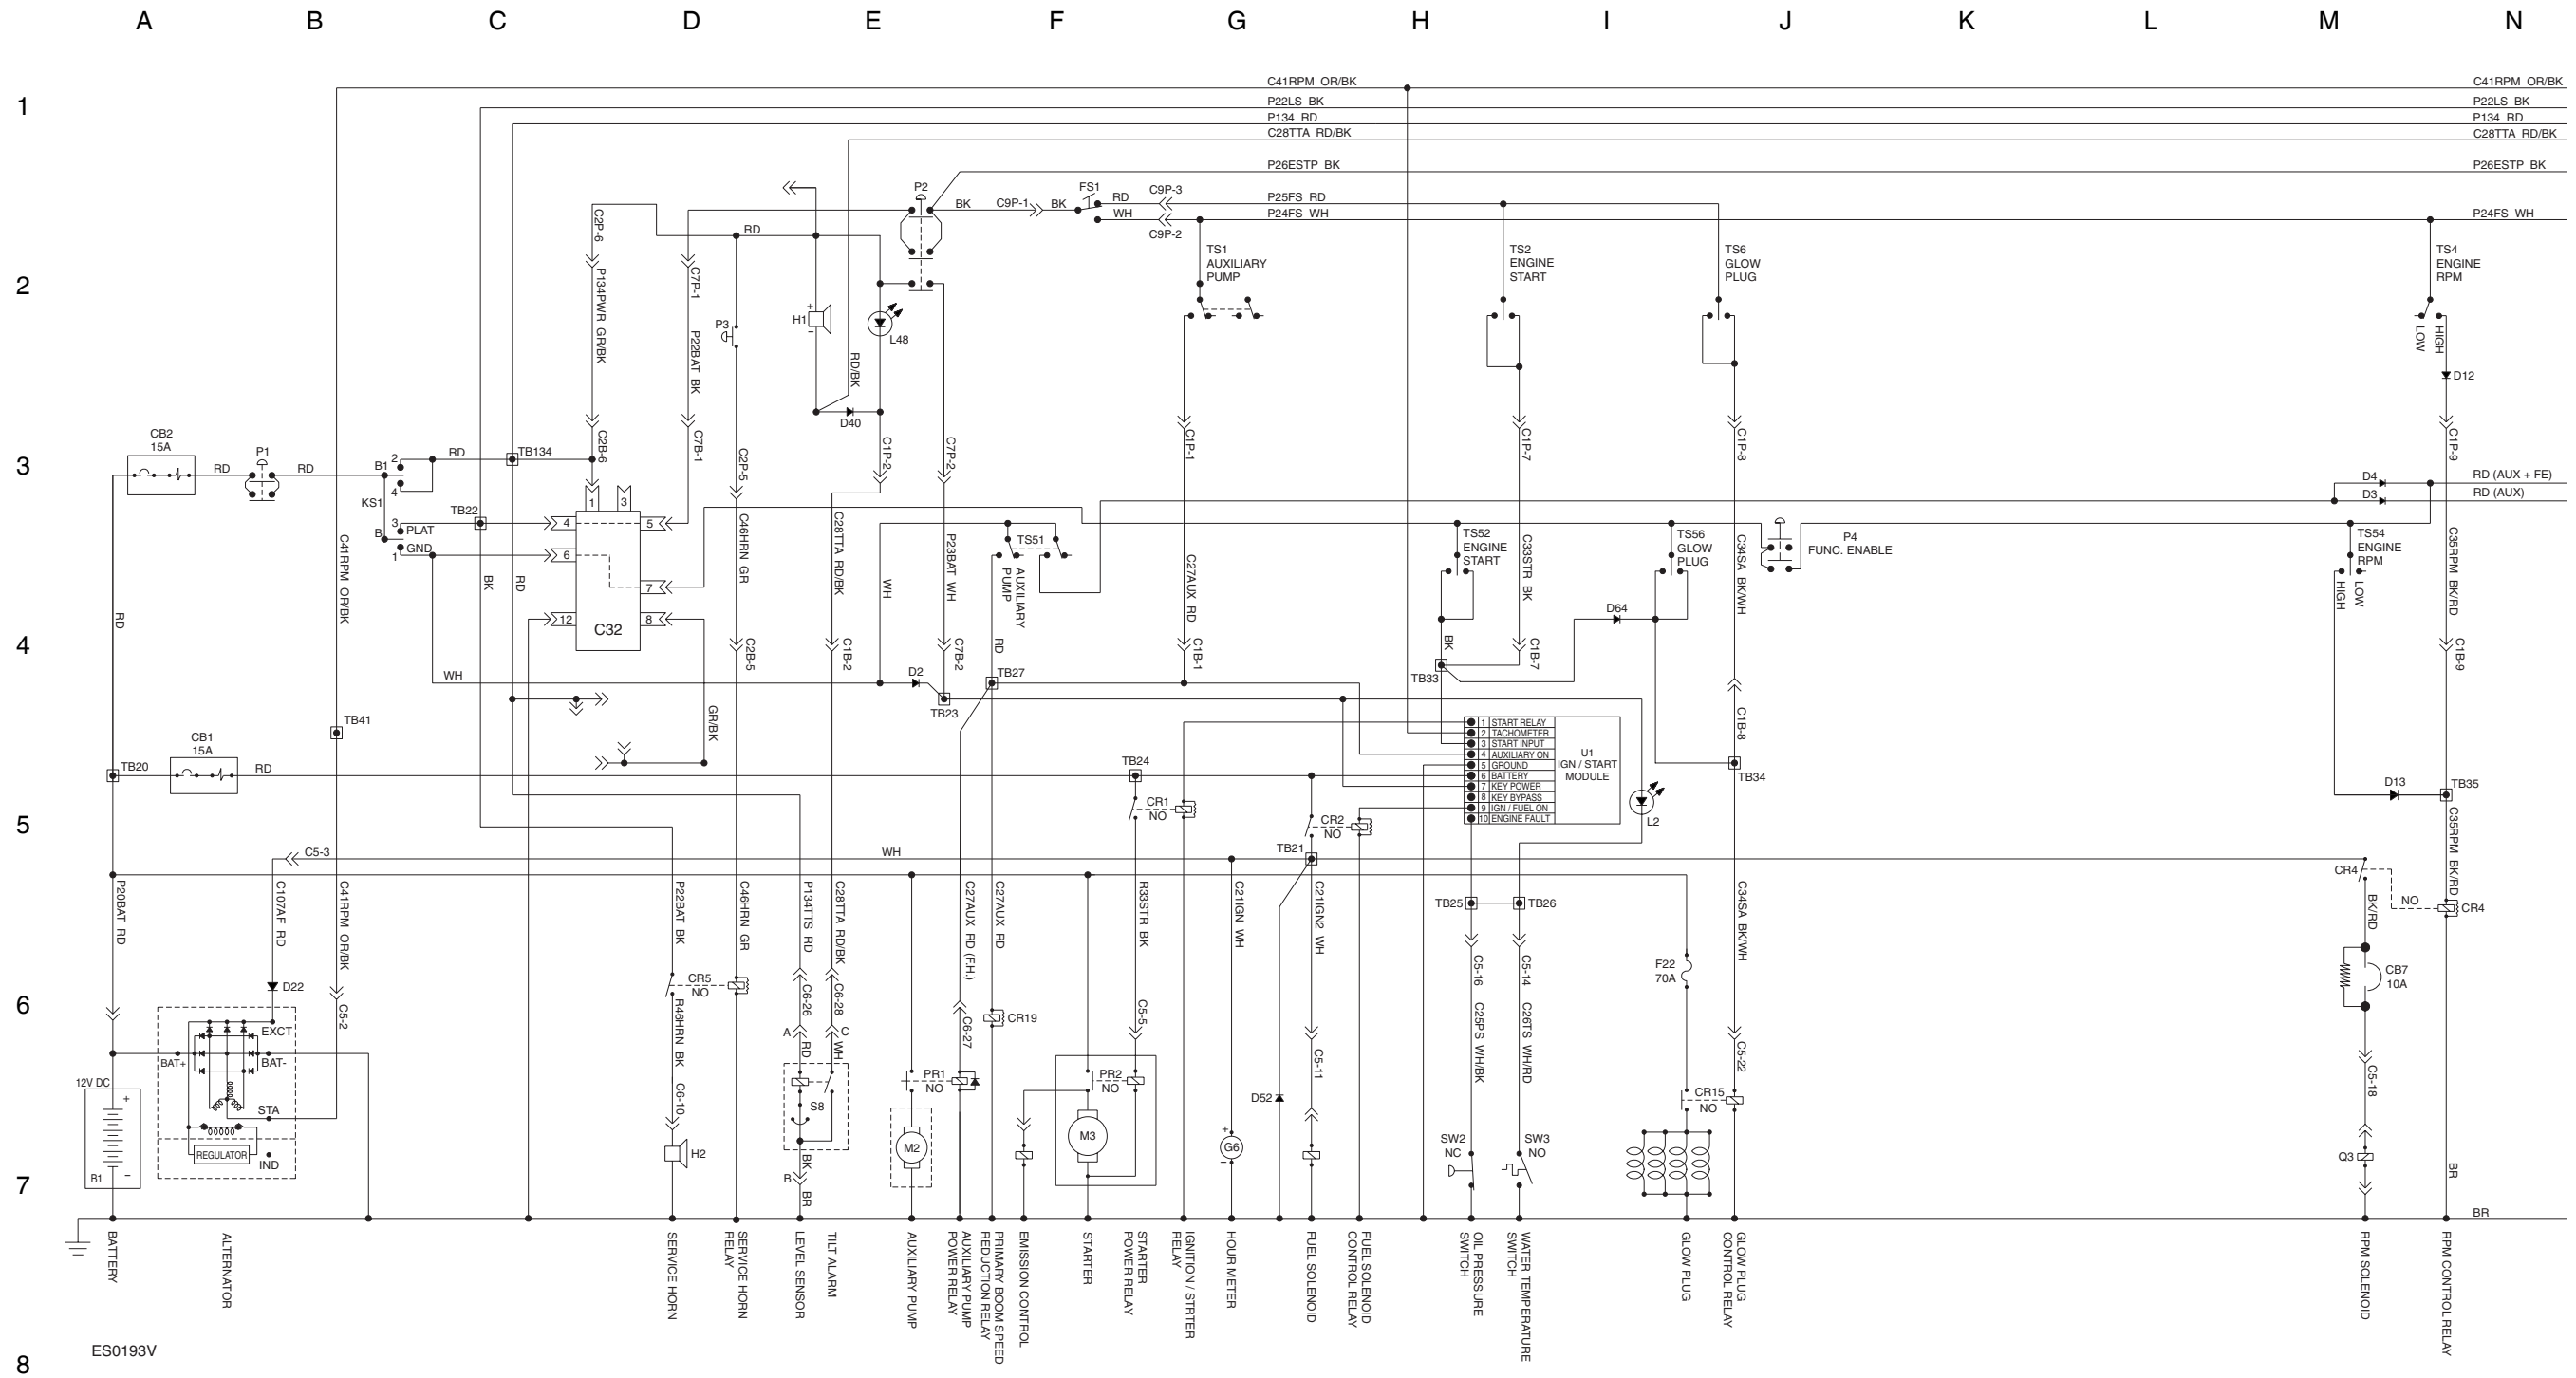 A B C D E F G H I J K L M N
1
C41RPM OR/BK
C41RPM OR/BK
P22LS BK
P22LS BK
P134 RD
P134 RD
C28TTA RD/BK
C28TTA RD/BK
P26ESTP BK
P26ESTP BK
P2
BK
C9P-1
BK
FS1
RD
WH
C9P-3
C9P-2
P25FS RD
P24FS WH
P24FS WH
2
C2P-6
RD
P134PWR GR/BK
C7P-1
P22BAT BK
P3
H1
+
−
L48
RD/BK
D40
TS1
AUXILIARY
PUMP
TS2
ENGINE
START
TS6
GLOW
PLUG
TS4
ENGINE
RPM
LOW
HIGH
D12
3
CB2
15A
RD
P1
RD
B1
2
4
KS1
3
B
PLAT
GND
1
RD
TB134
TB22
C2B-6
C7B-1
C2P-5
C1P-2
C7P-2
C1P-1
C1P-7
C1P-8
C1P-9
D4
D3
RD (AUX + FE)
RD (AUX)
1
3
4
5
6
7
12
8
C32
C46HRN GR
C28TTA RD/BK
P23BAT WH
WH
TS51
AUXILIARY
PUMP
RD
C27AUX RD
TS52
ENGINE
START
C33STR BK
TS56
GLOW
PLUG
C34SA BK/WH
P4
FUNC. ENABLE
TS54
ENGINE
RPM
HIGH
LOW
C35RPM BK/RD
4
RD
C41RPM OR/BK
BK
RD
WH
C2B-5
C1B-2
D2
C7B-2
TB23
TB27
C1B-1
BK
TB33
C1B-7
D64
C1B-8
TB34
C1B-9
GR/BK
TB41
TB20
CB1
15A
RD
TB24
CR1
NO
CR2
NO
TB21
1 START RELAY
2 TACHOMETER
3 START INPUT
4 AUXILIARY ON
5 GROUND
6 BATTERY
7 KEY POWER
8 KEY BYPASS
9 IGN / FUEL ON
10 ENGINE FAULT
U1
IGN / START
MODULE
L2
D13
TB35
5
C5-3
WH
P20BAT RD
C107AF RD
C41RPM OR/BK
P22BAT BK
C46HRN GR
P134TTS RD
C28TTA RD/BK
C27AUX RD (F.H.)
C27AUX RD
R33STR BK
C21IGN WH
C21IGN2 WH
TB25
TB26
C34SA BK/WH
CR4
NO
CR4
BK/RD
C35RPM BK/RD
6
D22
C5-2
CR5
NO
R46HRN BK
C6-10
C6-26
C6-28
A
C
RD
WH
C6-27
CR19
C5-5
C5-11
C5-16
C25PS WH/BK
C5-14
C26TS WH/RD
F22
70A
C5-22
CB7
10A
C5-18
EXCT
BAT+
BAT-
STA
REGULATOR
IND
12V DC
+
−
B1
S8
PR1
NO
M2
PR2
NO
M3
D52
CR15
NO
7
H2
BK
B
BR
+
G6
−
SW2
NC
SW3
NO
Q3
BR
BR
BATTERY
ALTERNATOR
SERVICE HORN
SERVICE HORN
RELAY
LEVEL SENSOR
TILT ALARM
AUXILIARY PUMP
AUXILIARY PUMP
POWER RELAY
PRIMARY BOOM SPEED
REDUCTION RELAY
EMISSION CONTROL
STARTER
STARTER
POWER RELAY
IGNITION / STRTER
RELAY
HOUR METER
FUEL SOLENOID
FUEL SOLENOID
CONTROL RELAY
OIL PRESSURE
SWITCH
WATER TEMPERATURE
SWITCH
GLOW PLUG
GLOW PLUG
CONTROL RELAY
RPM SOLENOID
RPM CONTROL RELAY
ES0193V
8